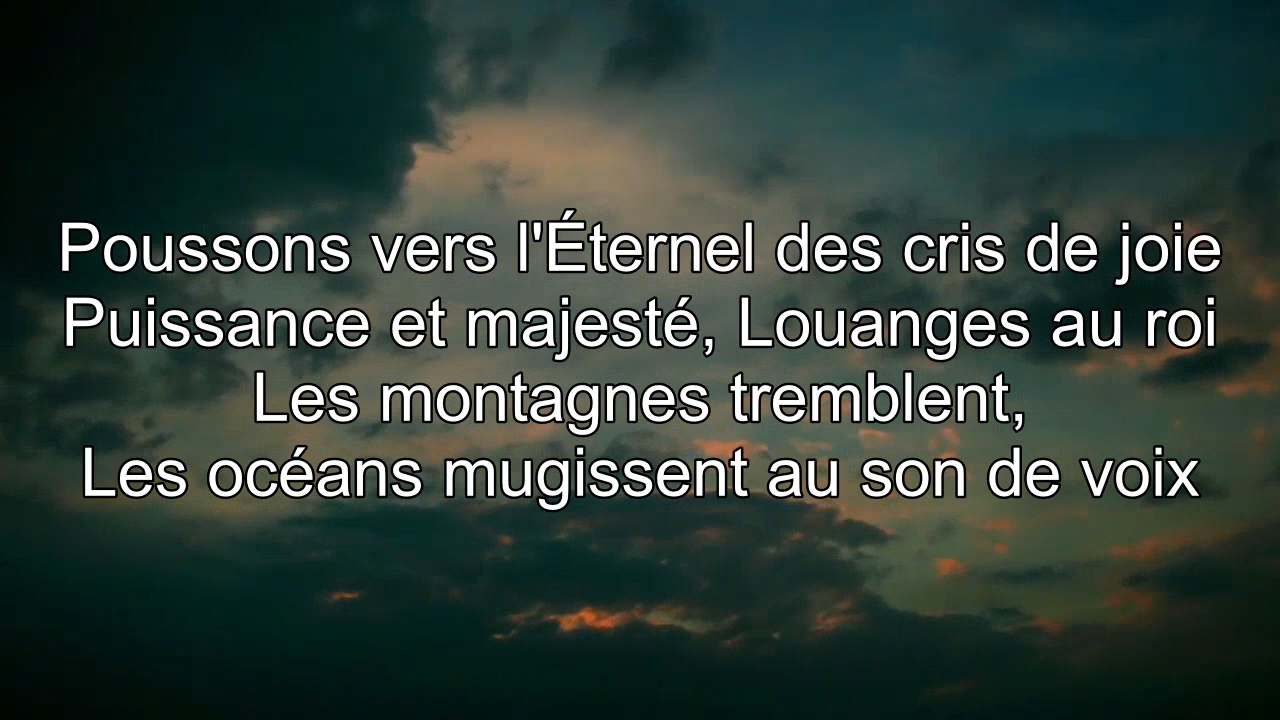 Poussons vers l'Éternel des cris de joie
Puissance et majesté, Louanges au roi
Les montagnes tremblent,
Les océans mugissent au son de voix